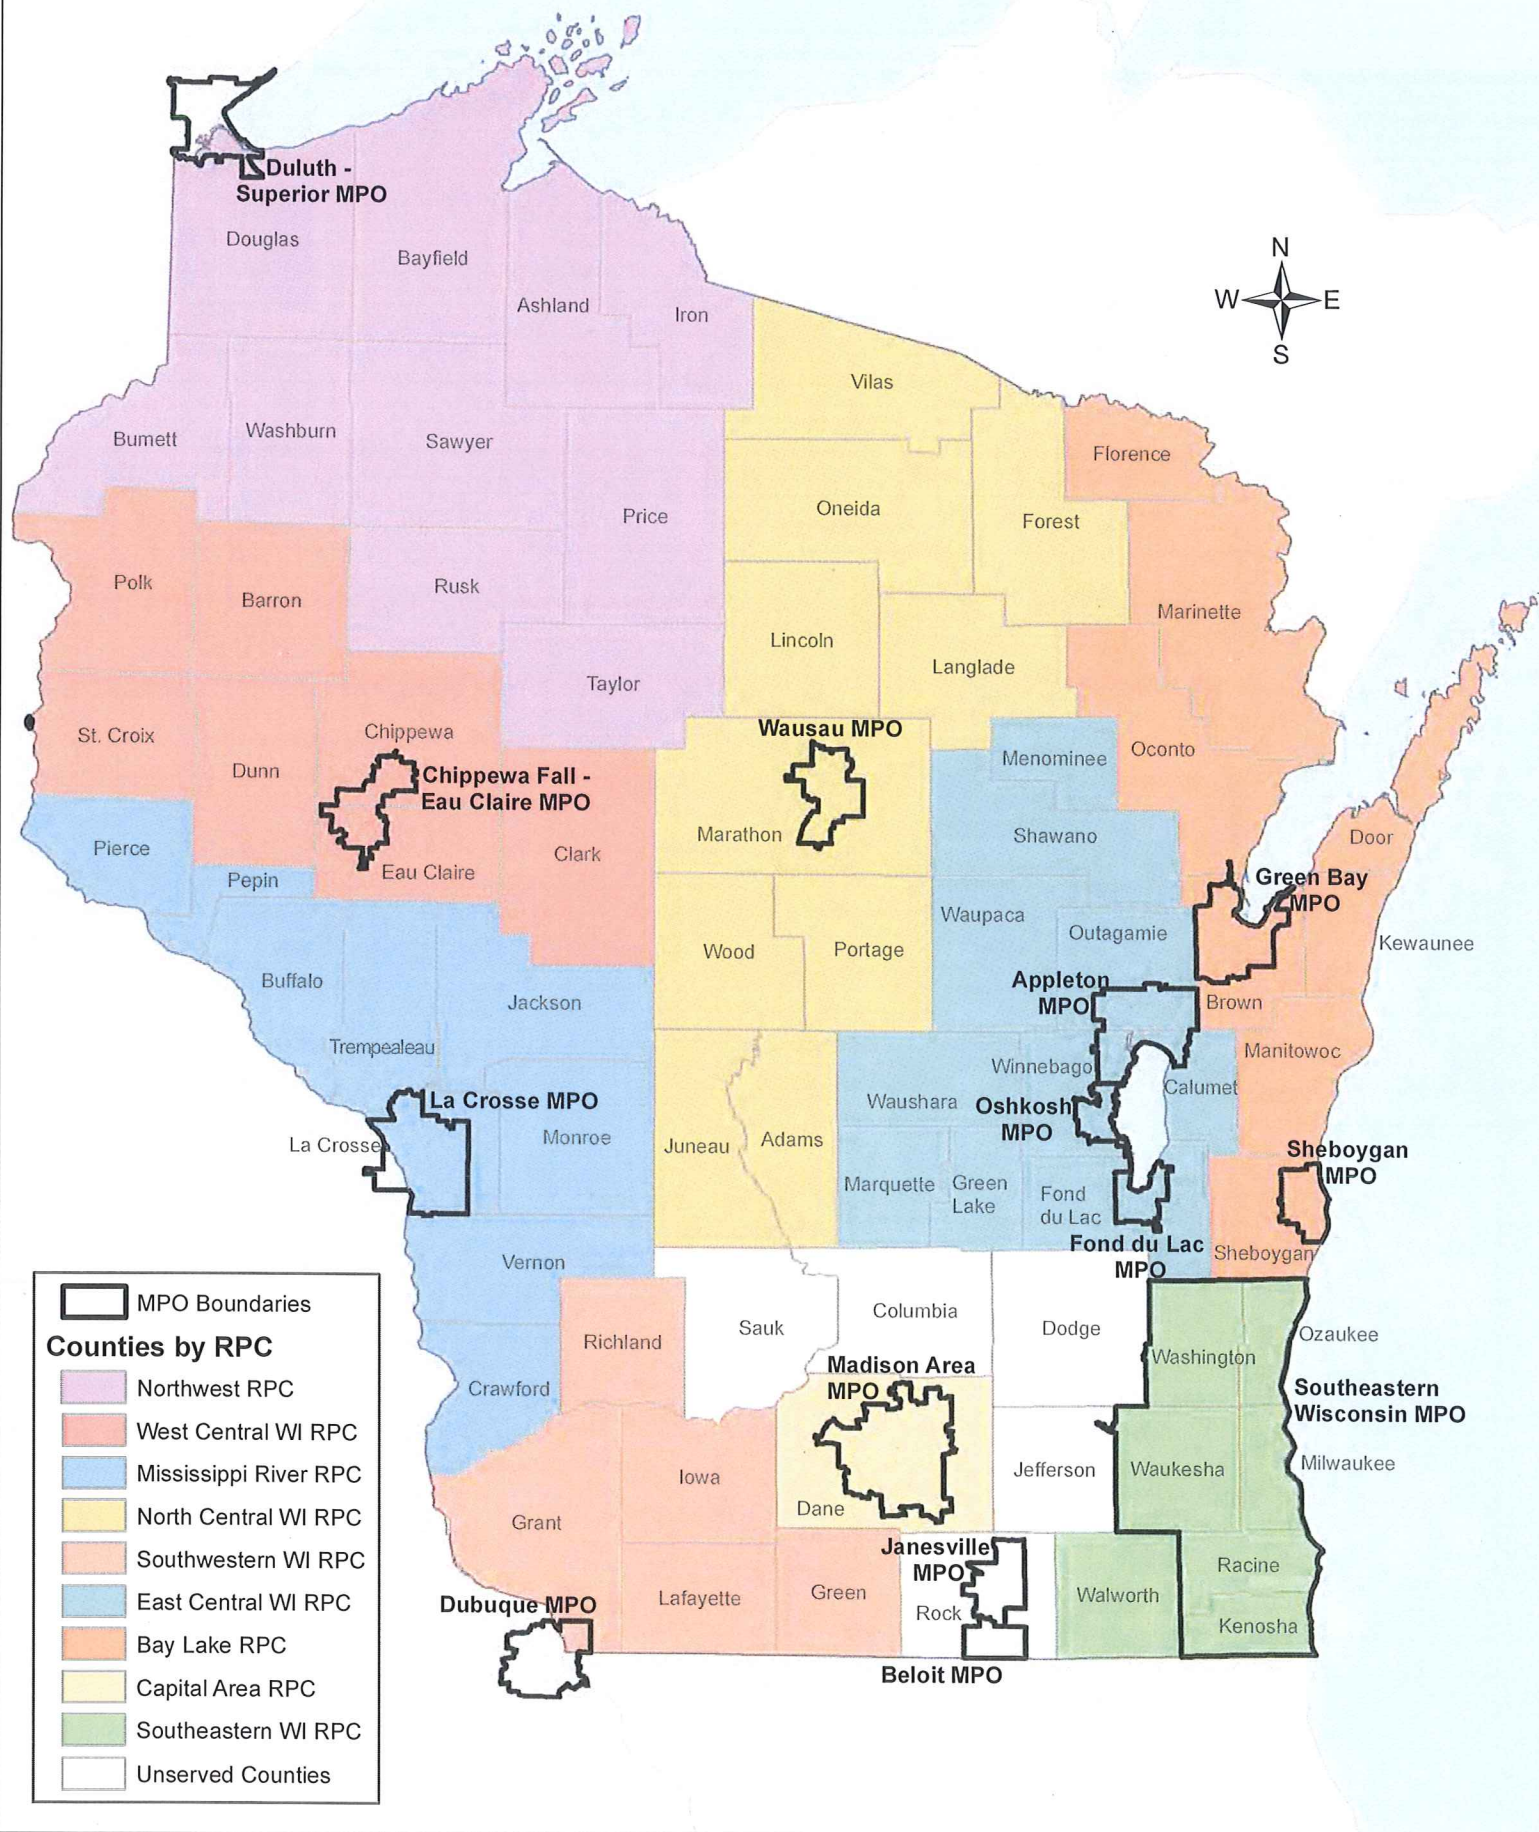 Duluth -
Superior MPO
Douglas
Bayfield
Ashland
Iron
N
W E
S
Vilas
Burnett
Washburn
Sawyer
Florence
Oneida
Price
Forest
Polk
Barron
Rusk
Marinette
Lincoln
Langlade
Taylor
St. Croix
Chippewa
Wausau MPO
Menominee
Oconto
Dunn
Chippewa Fall -
Eau Claire MPO
Marathon
Shawano
Door
Pierce
Clark
Eau Claire
Pepin
Green Bay
MPO
Waupaca
Outagamie
Kewaunee
Wood
Portage
Buffalo
Appleton
MPO
Jackson
Brown
Trempealeau
Winnebago
Manitowoc
Calumet
La Crosse MPO
Waushara
Oshkosh
MPO
La Crosse
Monroe
Juneau
Adams
Sheboygan
MPO
Marquette
Green
Lake
Fond
du Lac
Fond du Lac
MPO
Sheboygan
Vernon
Columbia
Sauk
Dodge
Richland
Ozaukee
Washington
Madison Area
MPO
Crawford
Southeastern
Wisconsin MPO
Iowa
Jefferson
Waukesha
Milwaukee
Dane
Grant
Janesville
MPO
Racine
Green
Lafayette
Walworth
Dubuque MPO
Rock
Kenosha
Beloit MPO
MPO Boundaries
Counties by RPC
Northwest RPC
West Central WI RPC
Mississippi River RPC
North Central WI RPC
Southwestern WI RPC
East Central WI RPC
Bay Lake RPC
Capital Area RPC
Southeastern WI RPC
Unserved Counties